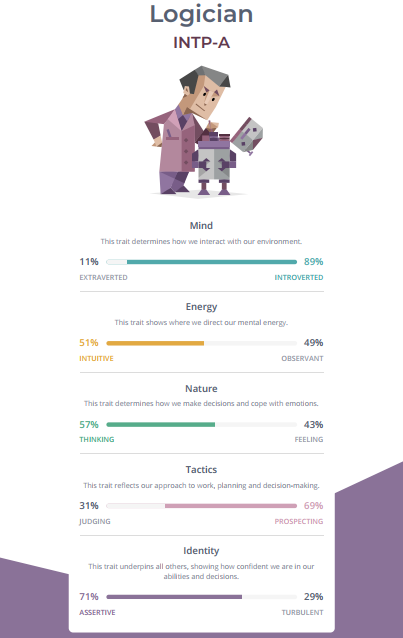 Logician
INTP-A
Mind
This trait determines how we interact with our environment.
11% 89%
EXTRAVERTED INTROVERTED
Energy
This trait shows where we direct our mental energy.
51% 49%
INTUITIVE OBSERVANT
Nature
This trait determines how we make decisions and cope with emotions.
57% 43%
THINKING FEELING
Tactics
This trait reflects our approach to work, planning and decision-making.
31% 69%
JUDGING PROSPECTING
Identity
This trait underpins all others, showing how confident we are in our
abilities and decisions.
71% 29%
ASSERTIVE TURBULENT